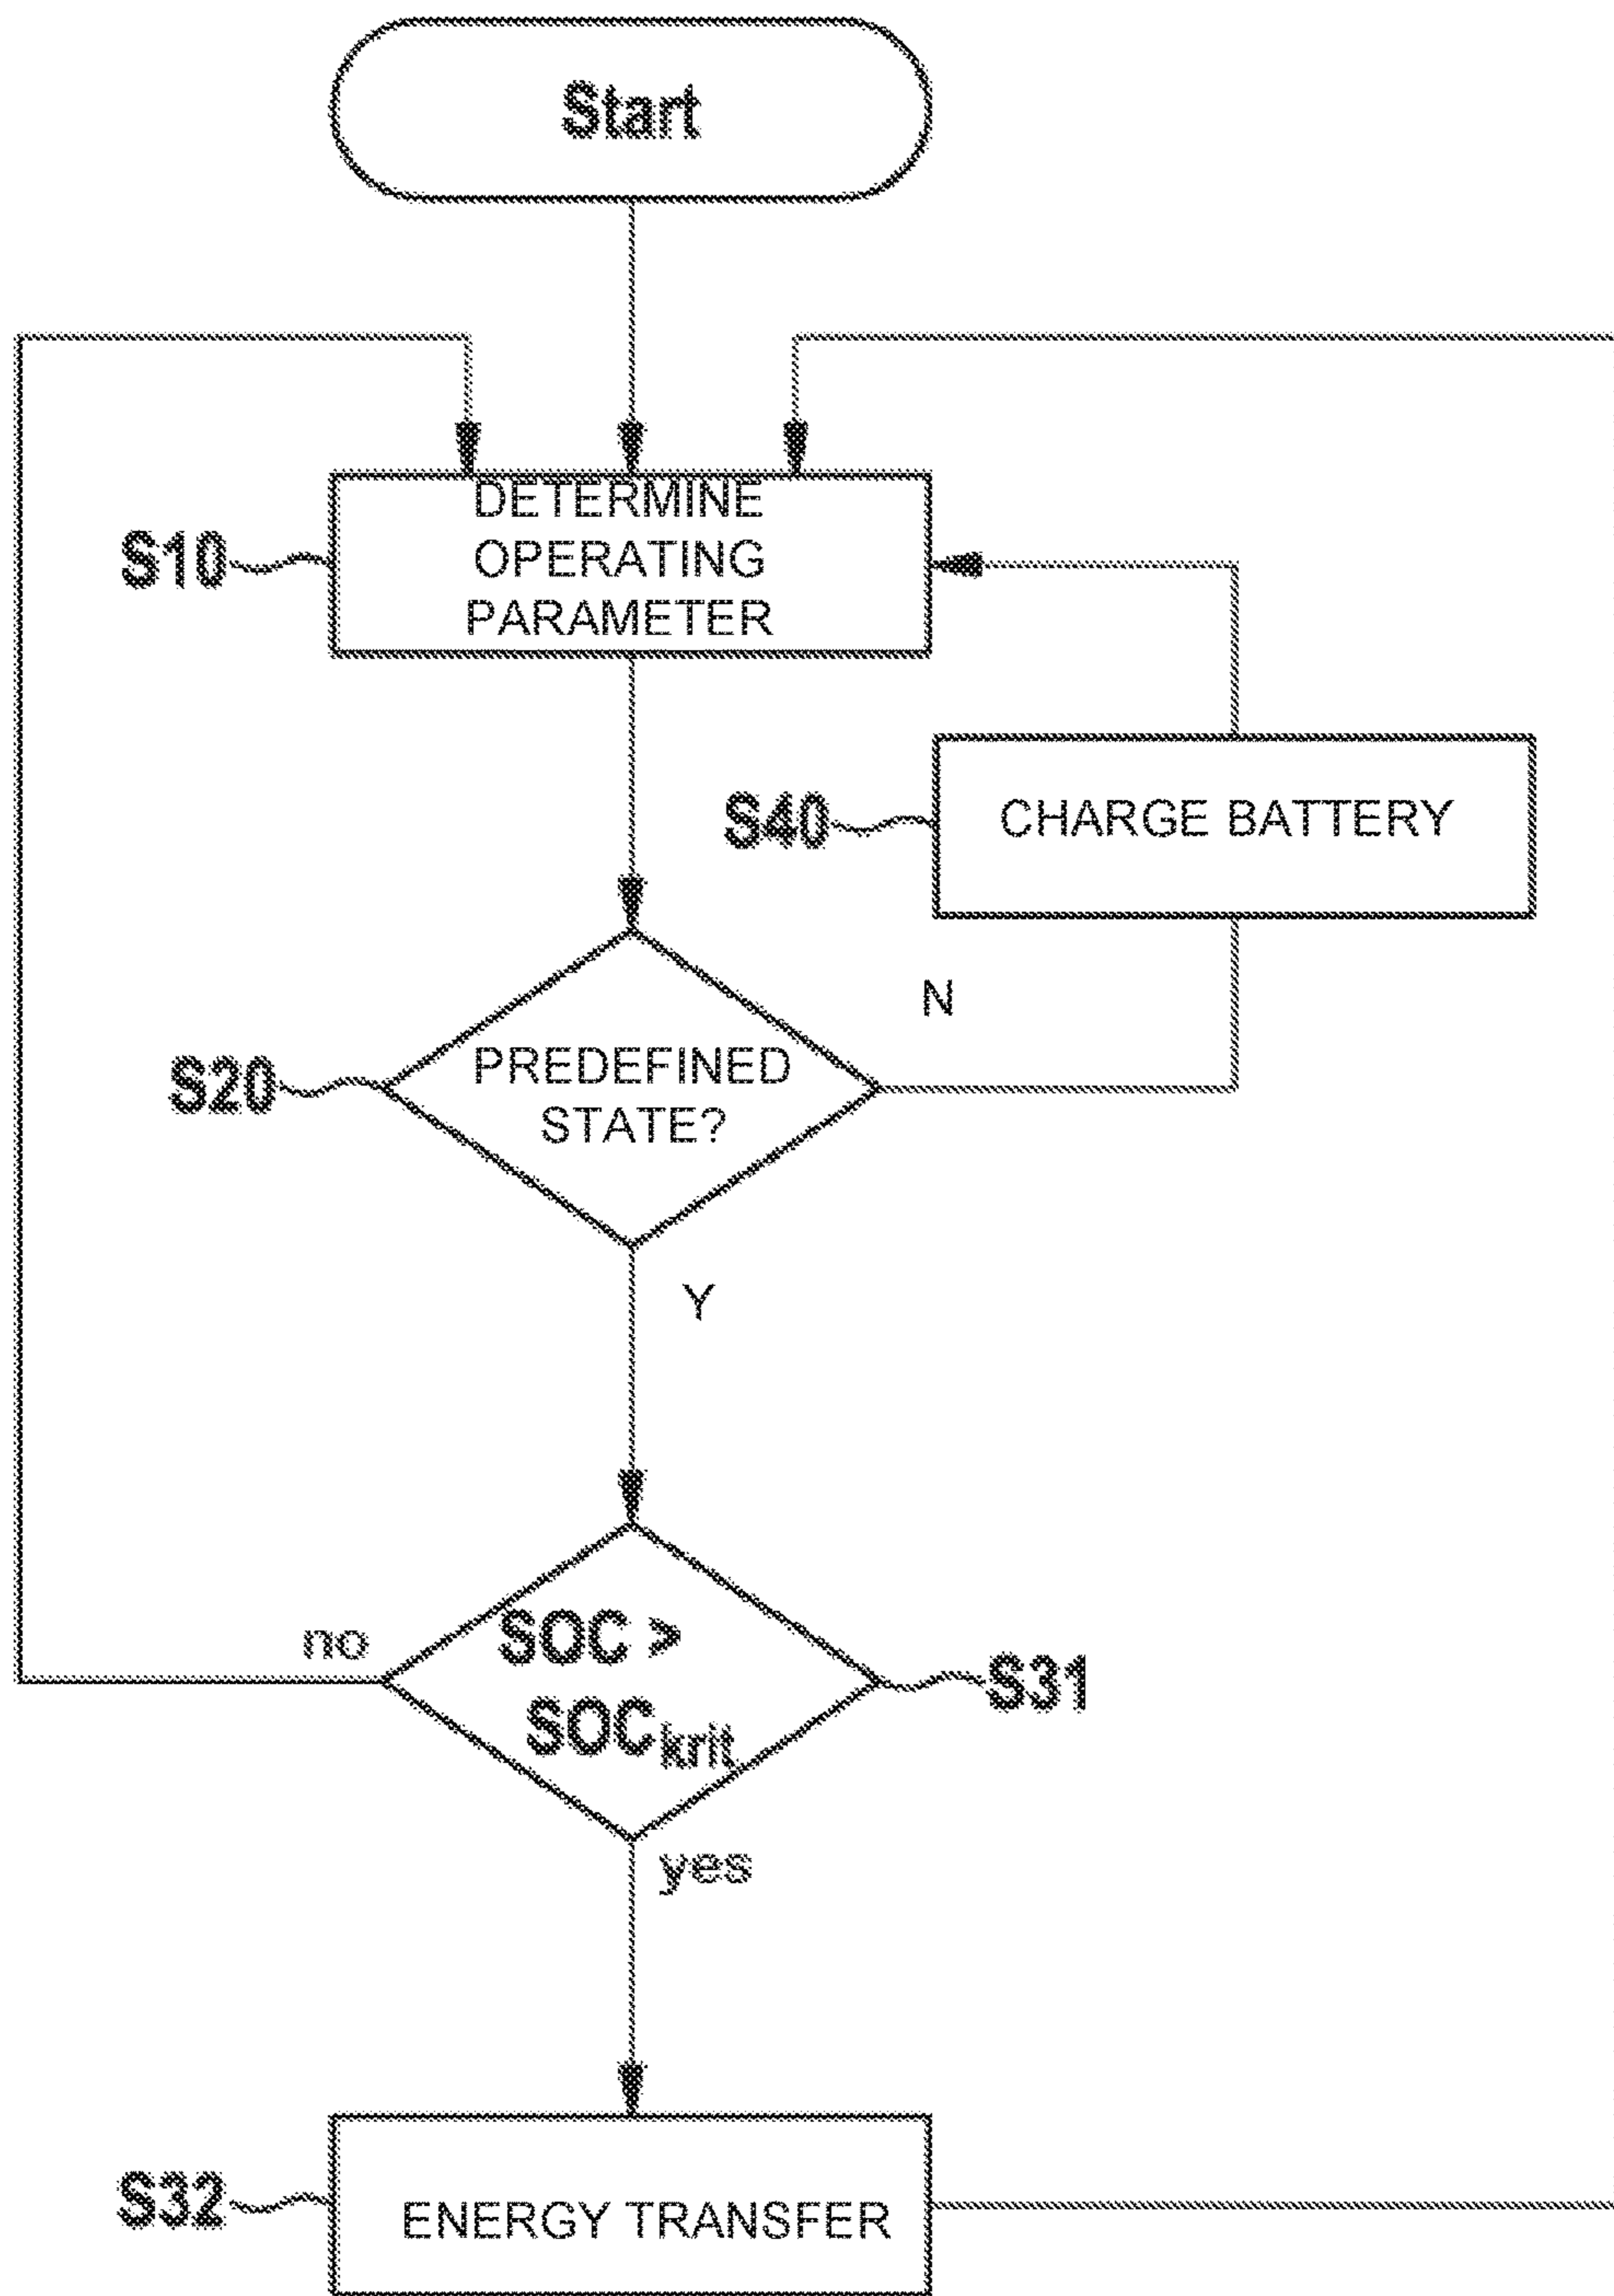 Start
S10
DETERMINE
OPERATING
PARAMETER
S40
CHARGE BATTERY
N
S20
PREDEFINED
STATE?
Y
no
SOC >
SOCkrit
S31
yes
S32
ENERGY TRANSFER